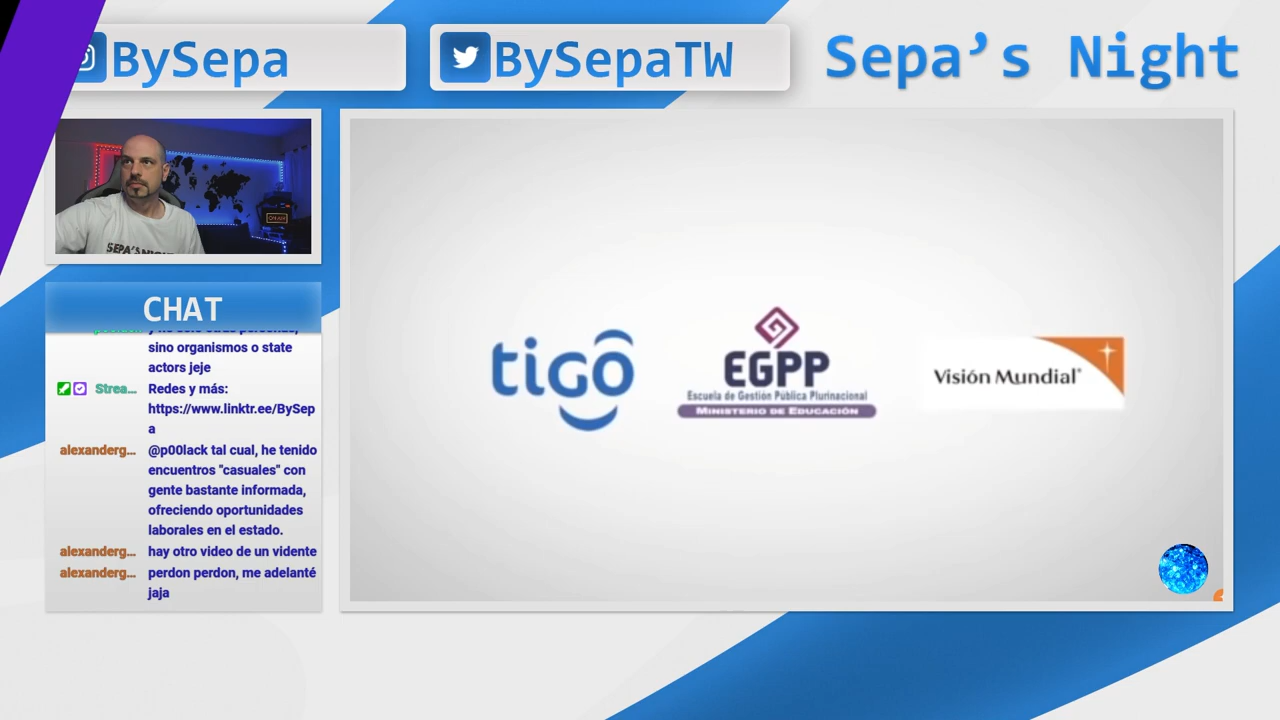 BySepa
BySepaTW
Sepa's Night
SEPA'S
ON AIR
tigo
EGPP
Escuela de Gestión Pública Plurinacional
MINISTERIO DE EDUCACIÓN
Visión Mundial
CHAT
sino organismos o state
actors jeje
Strea... Redes y más:
https://www.linktr.ee/BySep
a
alexanderg... @p00lack tal cual, he tenido
encuentros "casuales" con
gente bastante informada,
ofreciendo oportunidades
laborales en el estado.
alexanderg... hay otro video de un vidente
alexanderg... perdon perdon, me adelanté
jaja